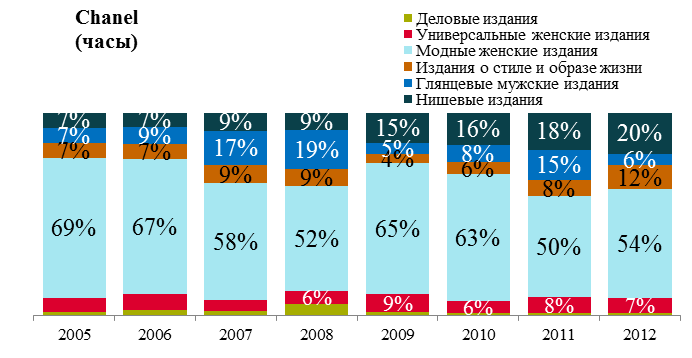 Chanel
(часы)
Деловые издания
Универсальные женские издания
Модные женские издания
Издания о стиле и образе жизни
Глянцевые мужские издания
Нишевые издания
7% 7% 9% 9% 15% 16% 18% 20%
7% 9% 17% 19% 5% 8% 15% 6%
7% 7% 9% 9% 4% 6% 8% 12%
69% 67% 58% 52% 65% 63% 50% 54%
6% 9% 6% 8% 7%
2005 2006 2007 2008 2009 2010 2011 2012